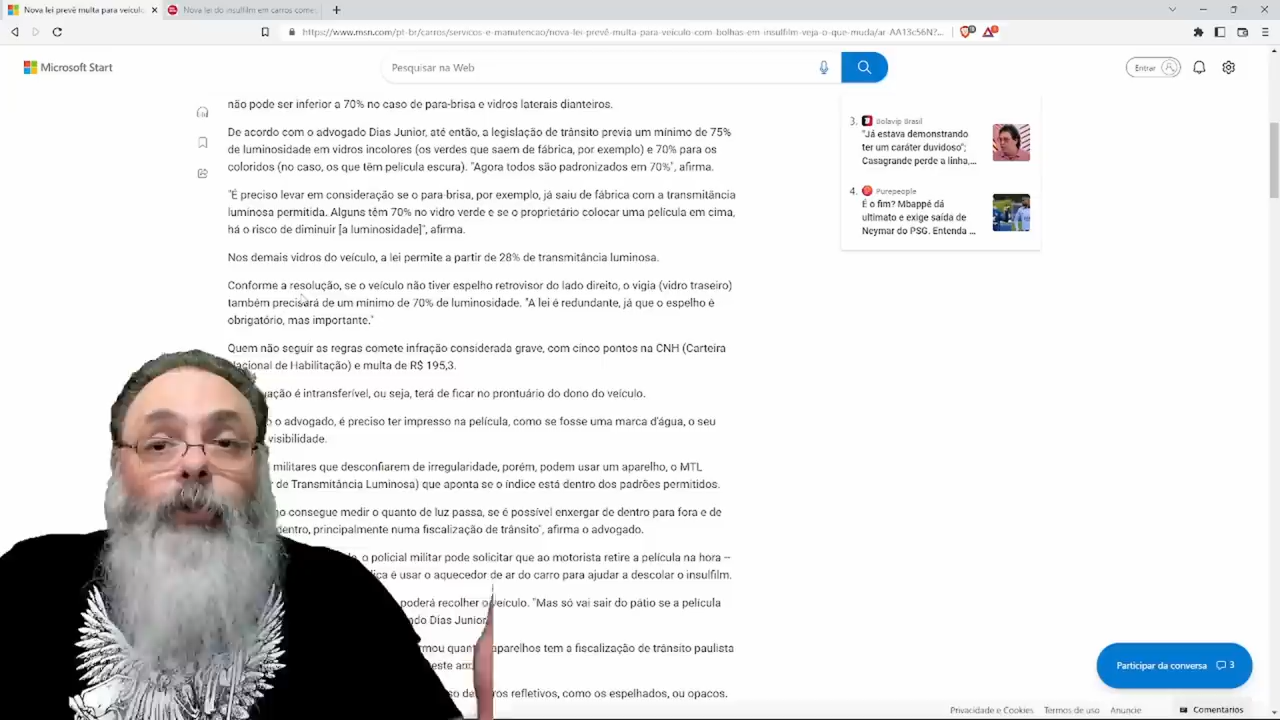 Nova lei prevê multa para veículo
Nova lei do insulfilm em carros come
https://www.msn.com/pt-br/carros/servicos-e-manutencao/nova-lei-prevê-multa-para-veículo-com-bolhas-em-insulfilm-veja-o-que-muda/ar-AA13c56N?...
Microsoft Start
Pesquisar na Web
Entrar
não pode ser inferior a 70% no caso de para-brisa e vidros laterais dianteiros.
De acordo com o advogado Dias Junior, até então, a legislação de trânsito previa um mínimo de 75%
de luminosidade em vidros incolores (os verdes que saem de fábrica, por exemplo) e 70% para os
coloridos (no caso, os que têm película escura). "Agora todos são padronizados em 70%", afirma.
"É preciso levar em consideração se o para-brisa, por exemplo, já saiu de fábrica com a transmitância
luminosa permitida. Alguns têm 70% no vidro verde e se o proprietário colocar uma película em cima,
há o risco de diminuir [a luminosidade]", afirma.
Nos demais vidros do veículo, a lei permite a partir de 28% de transmitância luminosa.
Conforme a resolução, se o veículo não tiver espelho retrovisor do lado direito, o vigia (vidro traseiro)
também precisará de um mínimo de 70% de luminosidade. "A lei é redundante, já que o espelho é
obrigatório, mas importante."
Quem não seguir as regras comete infração considerada grave, com cinco pontos na CNH (Carteira
Nacional de Habilitação) e multa de R$ 195,3.
uação é intransferível, ou seja, terá de ficar no prontuário do dono do veículo.
o advogado, é preciso ter impresso na película, como se fosse uma marca d'água, o seu
visibilidade.
militares que desconfiarem de irregularidade, porém, podem usar um aparelho, o MTL
de Transmitância Luminosa) que aponta se o índice está dentro dos padrões permitidos.
consegue medir o quanto de luz passa, se é possível enxergar de dentro para fora e de
dentro, principalmente numa fiscalização de trânsito", afirma o advogado.
o policial militar pode solicitar que ao motorista retire a película na hora --
ica é usar o aquecedor de ar do carro para ajudar a descolar o insulfilm.
poderá recolher o veículo. "Mas só vai sair do pátio se a película
ndo Dias Junior.
rmou quant aparelhos tem a fiscalização de trânsito paulista
este an
so de ros refletivos, como os espelhados, ou opacos.
3. Bolavip Brasil
"Já estava demonstrando
ter um caráter duvidoso";
Casagrande perde a linha,...
4. Purepeople
É o fim? Mbappé dá
ultimato e exige saída de
Neymar do PSG. Entenda ...
Participar da conversa 3
Privacidade e Cookies Termos de uso Anuncie Comentários